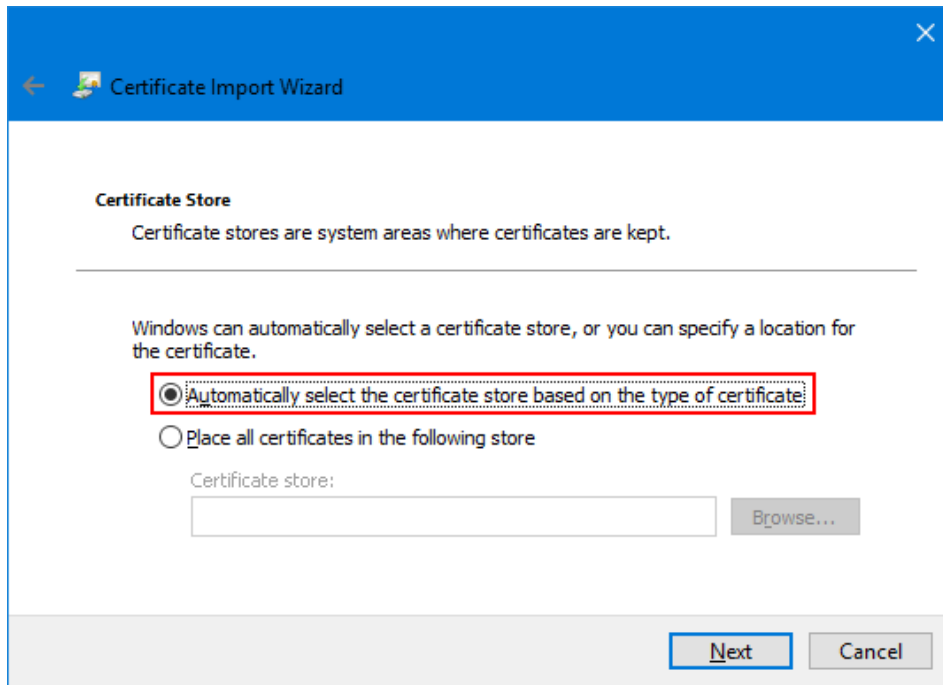 Certificate Import Wizard
Certificate Store
Certificate stores are system areas where certificates are kept.
Windows can automatically select a certificate store, or you can specify a location for
the certificate.
Automatically select the certificate store based on the type of certificate
Place all certificates in the following store
Certificate store:
Browse...
Next
Cancel